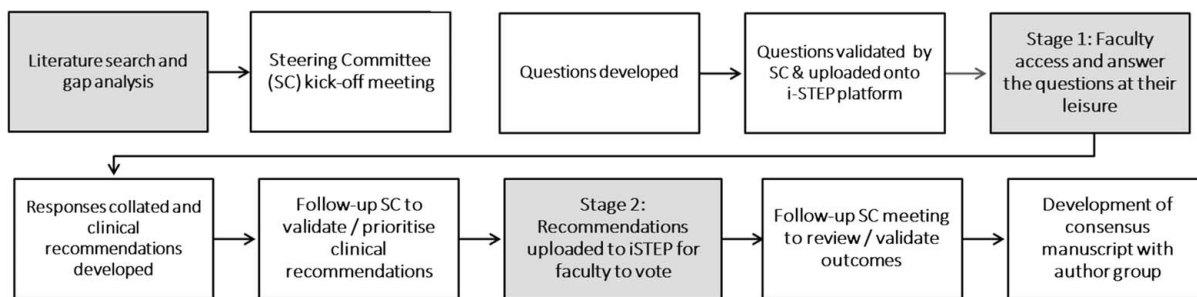 Literature search and
gap analysis
Steering Committee
(SC) kick-off meeting
Questions developed
Questions validated by
SC & uploaded onto
i-STEP platform
Stage 1: Faculty
access and answer
the questions at their
leisure
Responses collated and
clinical
recommendations
developed
Follow-up SC to
validate / prioritise
clinical
recommendations
Stage 2:
Recommendations
uploaded to iSTEP for
faculty to vote
Follow-up SC meeting
to review / validate
outcomes
Development of
consensus
manuscript with
author group